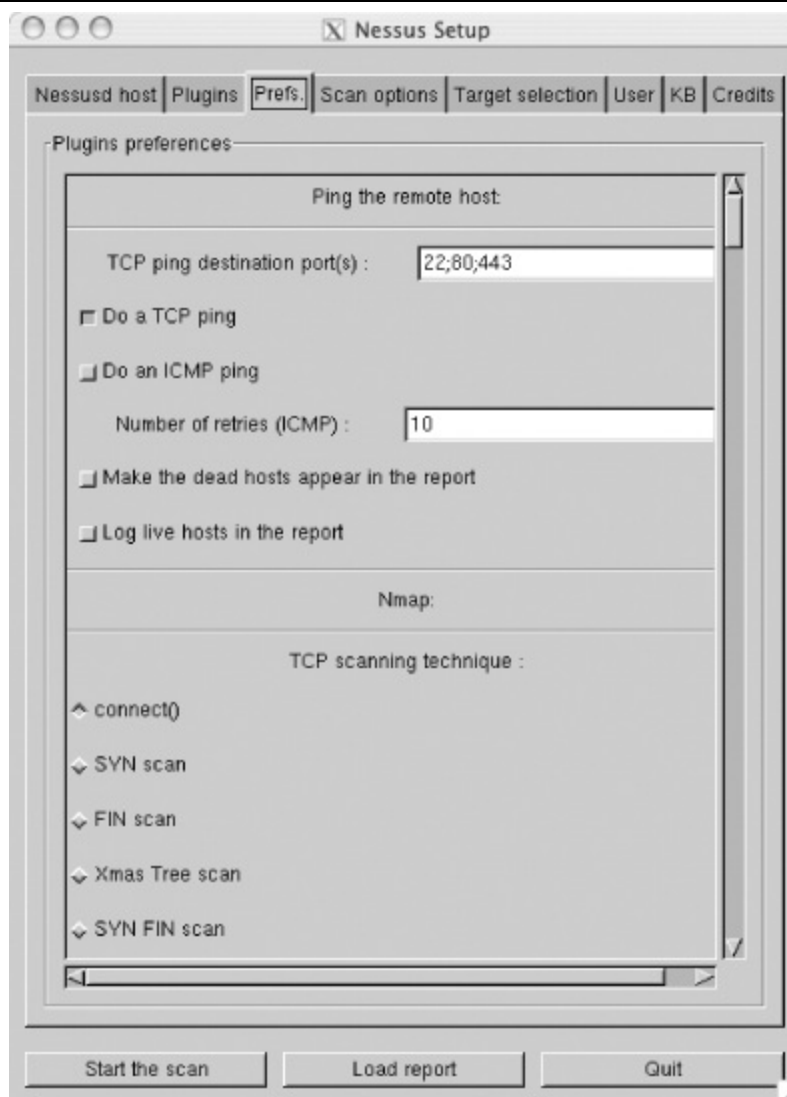 Nessus Setup
Nessusd host Plugins Prefs. Scan options Target selection User KB Credits
Plugins preferences
Ping the remote host:
TCP ping destination port(s) : 22;80;443
Do a TCP ping
Do an ICMP ping
Number of retries (ICMP) : 10
Make the dead hosts appear in the report
Log live hosts in the report
Nmap:
TCP scanning technique :
connect()
SYN scan
FIN scan
Xmas Tree scan
SYN FIN scan
Start the scan Load report Quit